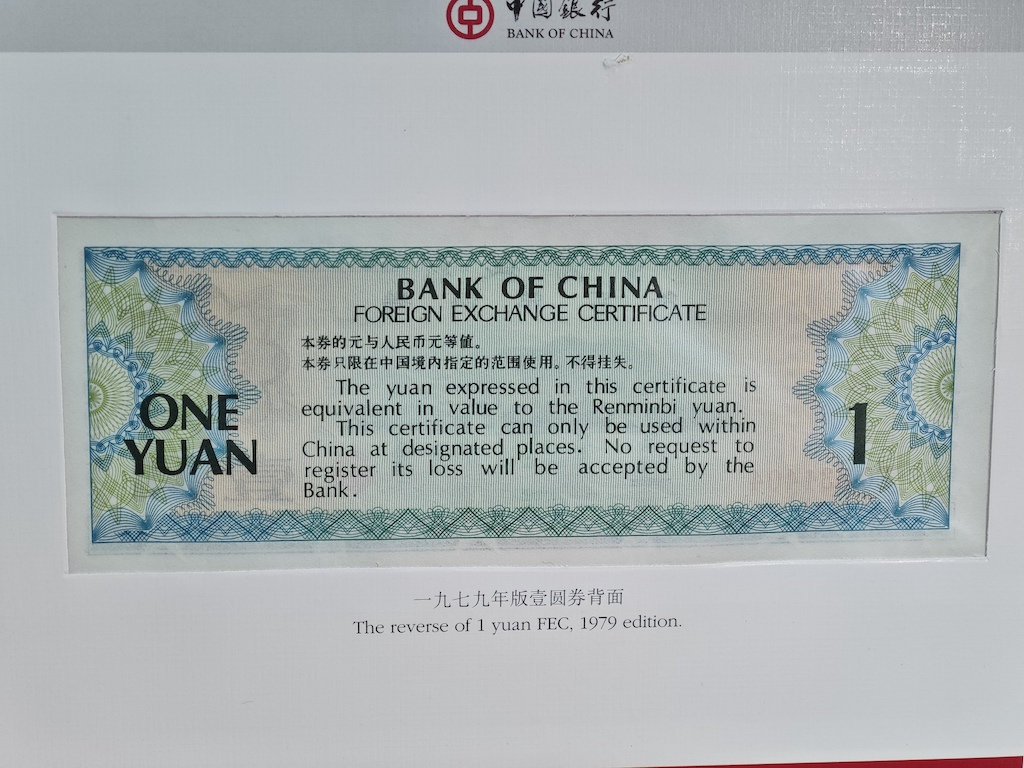 中國銀行
BANK OF CHINA
BANK OF CHINA
FOREIGN EXCHANGE CERTIFICATE
本券的元与人民币元等値。
本券只限在中国境内指定的范围使用。不得挂失。
The yuan expressed in this certificate is
equivalent in value to the Renminbi yuan.
This certificate can only be used within
China at designated places. No request to
register its loss will be accepted by the
Bank.
ONE
YUAN
1
一九七九年版壹圆券背面
The reverse of 1 yuan FEC, 1979 edition.